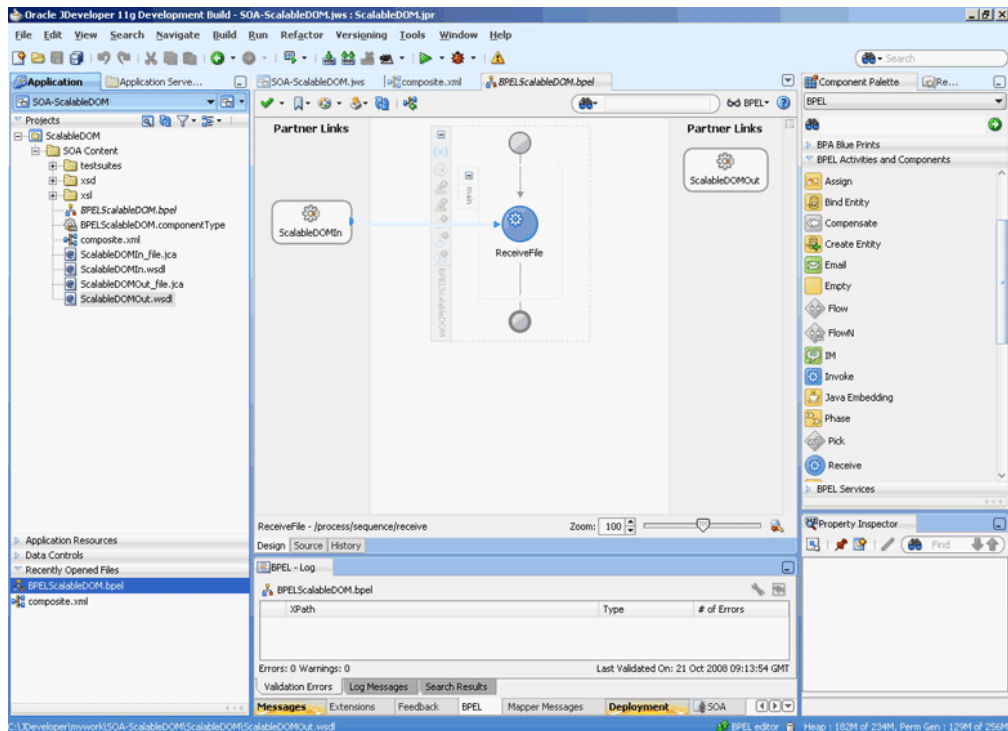 Oracle JDeveloper 11g Development Build - SOA-ScalableDOM.jws : ScalableDOM.jpr
File Edit View Search Navigate Build Run Refactor Versioning Tools Window Help
Search
Application
Application Serve...
SOA-ScalableDOM.jws
composite.xml
BPELScalableDOM.bpel
Component Palette
Re...
SOA-ScalableDOM
BPEL
BPEL
Projects
ScalableDOM
SOA Content
testsuites
xsd
xsl
BPELScalableDOM.bpel
BPELScalableDOM.componentType
composite.xml
ScalableDOMIn_file.jca
ScalableDOMIn.wsdl
ScalableDOMOut_file.jca
ScalableDOMOut.wsdl
Application Resources
Data Controls
Recently Opened Files
BPELScalableDOM.bpel
composite.xml
Partner Links
Partner Links
ScalableDOMIn
(x)
main
BPELScalableDOM
ReceiveFile
ScalableDOMOut
ReceiveFile - /process/sequence/receive
Zoom: 100
Design Source History
BPEL - Log
BPELScalableDOM.bpel
XPath Type # of Errors
Errors: 0 Warnings: 0
Last Validated On: 21 Oct 2008 09:13:54 GMT
Validation Errors Log Messages Search Results
Messages Extensions Feedback BPEL Mapper Messages Deployment SOA
BPA Blue Prints
BPEL Activities and Components
Assign
Bind Entity
Compensate
Create Entity
Email
Empty
Flow
FlowN
IM
Invoke
Java Embedding
Phase
Pick
Receive
BPEL Services
Property Inspector
Find
C:\JDeveloper\mywork\SOA-ScalableDOM\ScalableDOM\ScalableDOMOut.wsdl
BPEL editor
Heap : 182M of 234M, Perm Gen : 129M of 256M